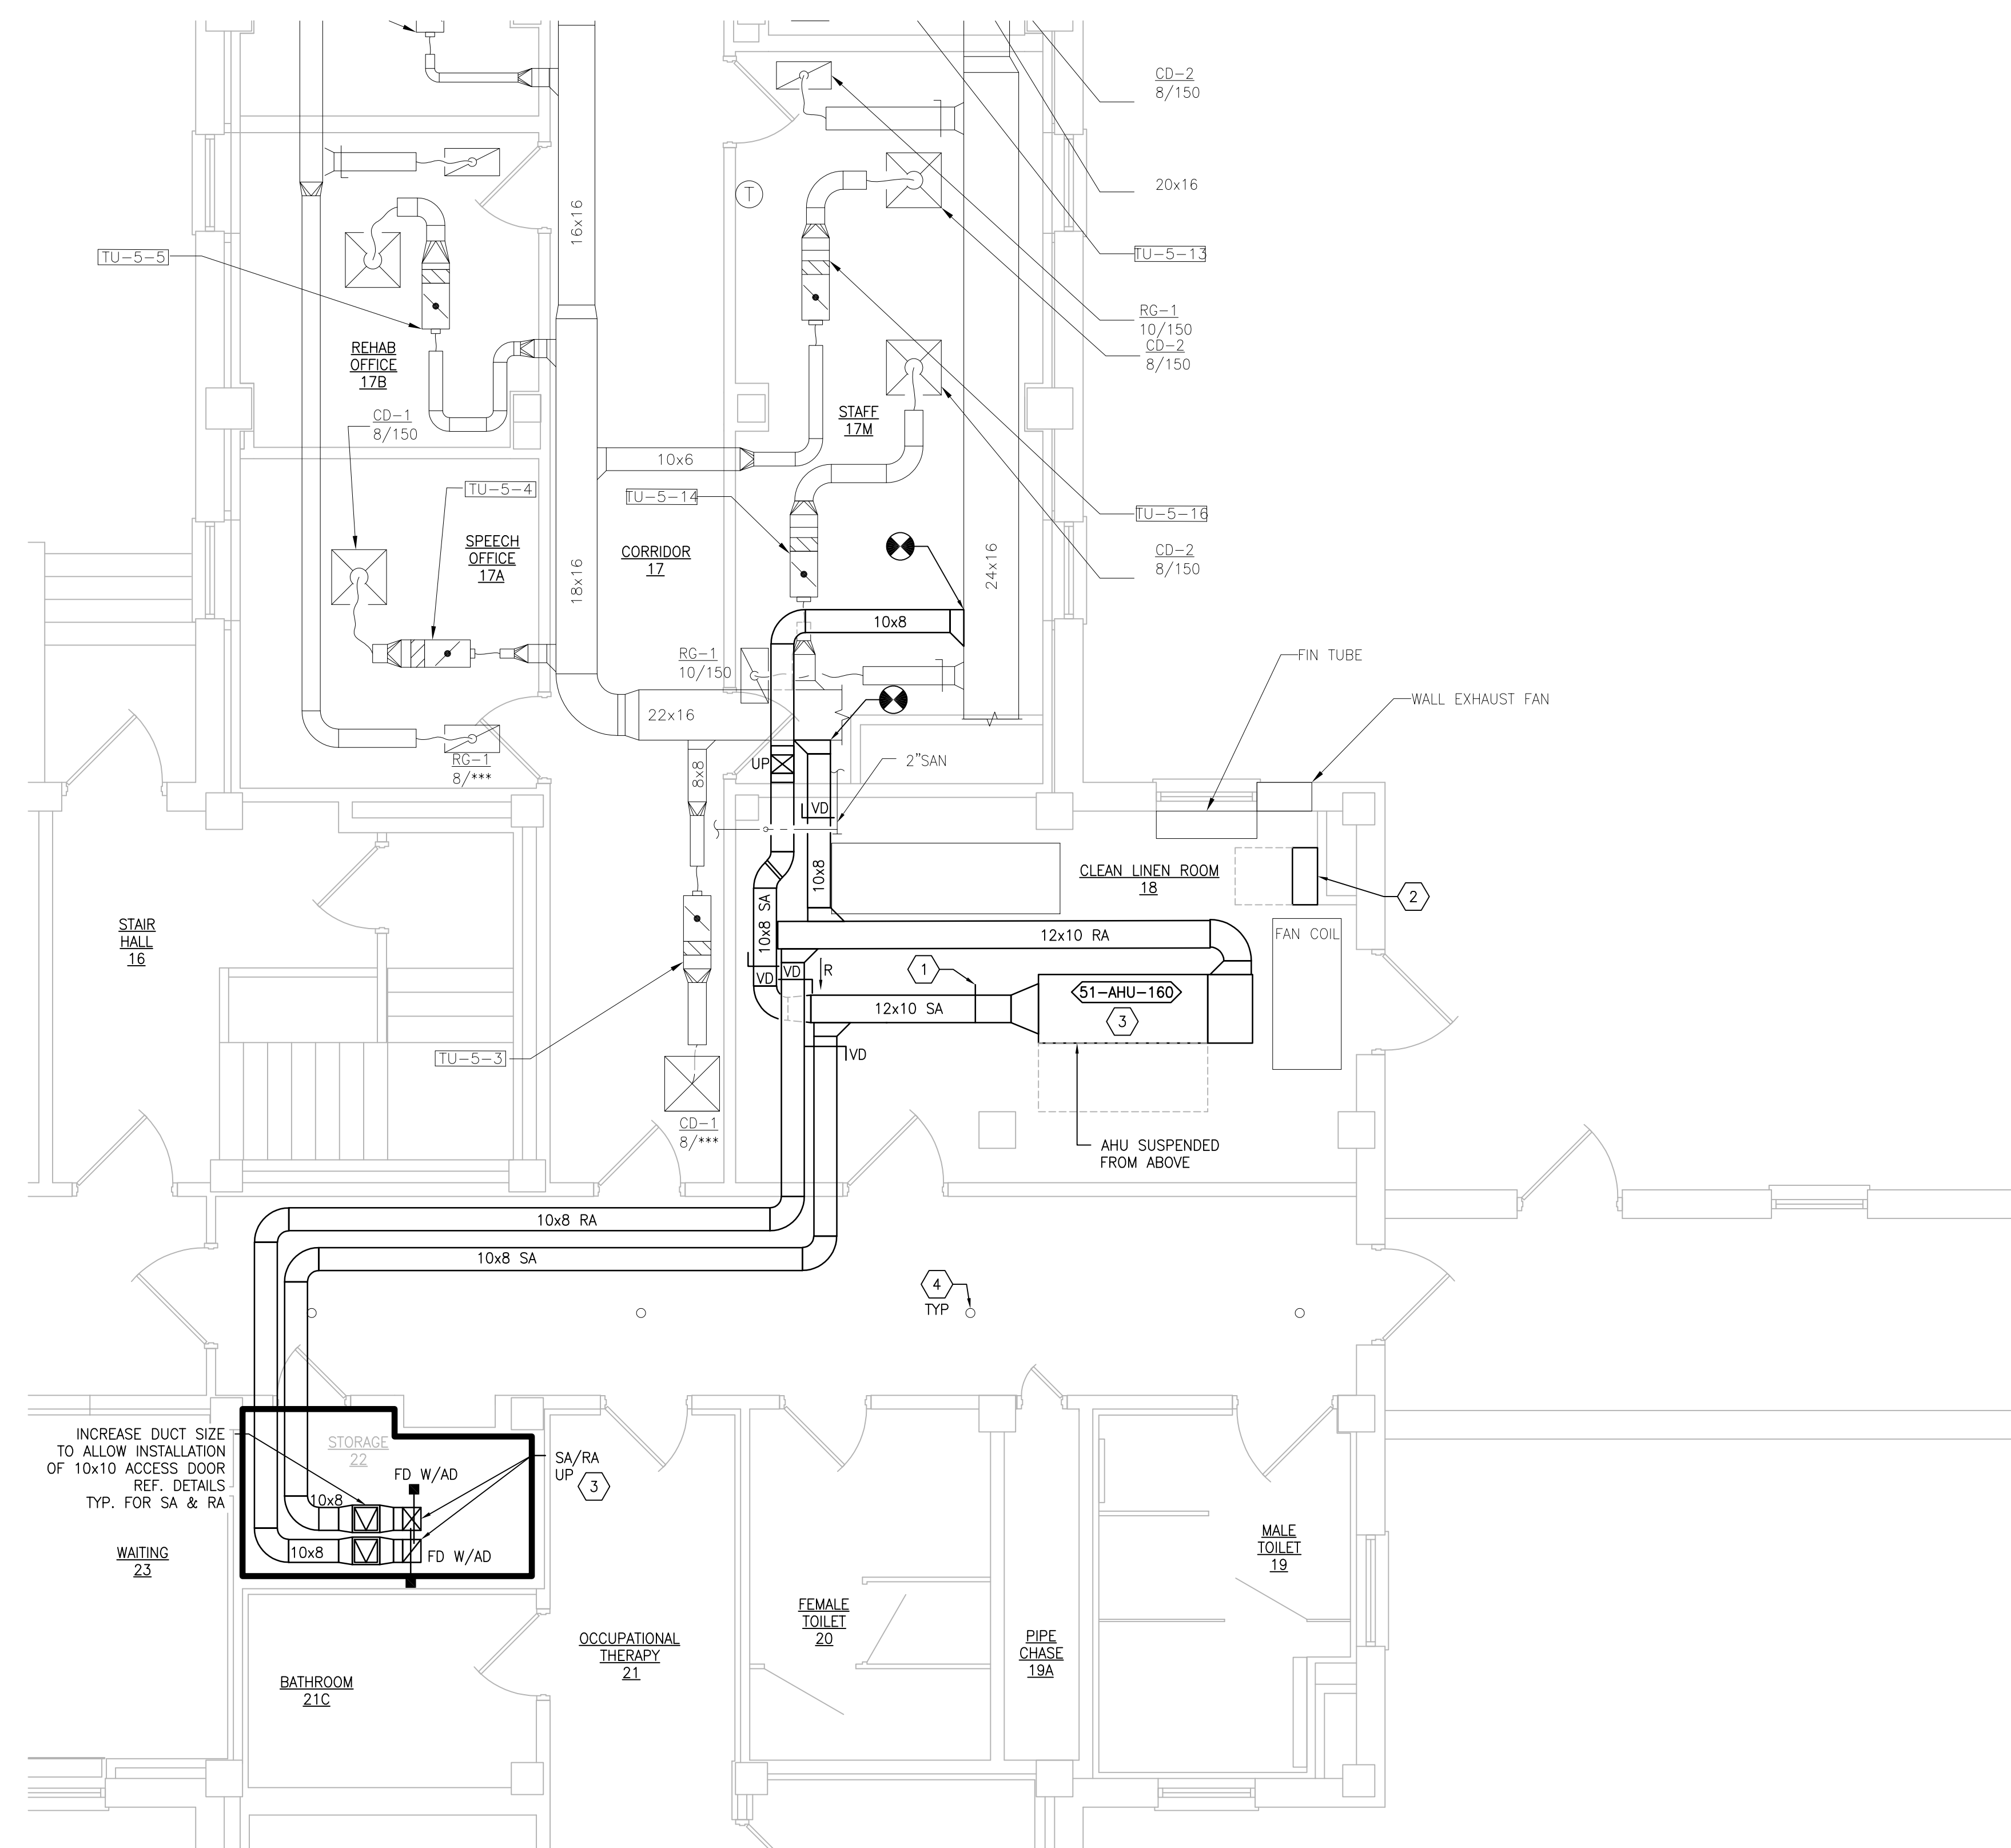 CD-2
8/150
20x16
TU-5-13
RG-1
10/150
CD-2
8/150
TU-5-16
CD-2
8/150
T
16x16
TU-5-5
REHAB
OFFICE
17B
CD-1
8/150
STAFF
17M
10x6
TU-5-4
TU-5-14
SPEECH
OFFICE
17A
CORRIDOR
17
18x16
24x16
10x8
RG-1
10/150
22x16
FIN TUBE
WALL EXHAUST FAN
RG-1
8/***
8x8
UP
2"SAN
VD
10x8
CLEAN LINEN ROOM
18
2
STAIR
HALL
16
10x8 SA
12x10 RA
FAN COIL
VD
VD
R
1
51-AHU-160
3
12x10 SA
TU-5-3
VD
CD-1
8/***
AHU SUSPENDED
FROM ABOVE
10x8 RA
10x8 SA
4
TYP
INCREASE DUCT SIZE
TO ALLOW INSTALLATION
OF 10x10 ACCESS DOOR
REF. DETAILS
TYP. FOR SA & RA
STORAGE
22
FD W/AD
SA/RA
UP
3
10x8
10x8
FD W/AD
WAITING
23
MALE
TOILET
19
FEMALE
TOILET
20
OCCUPATIONAL
THERAPY
21
PIPE
CHASE
19A
BATHROOM
21C